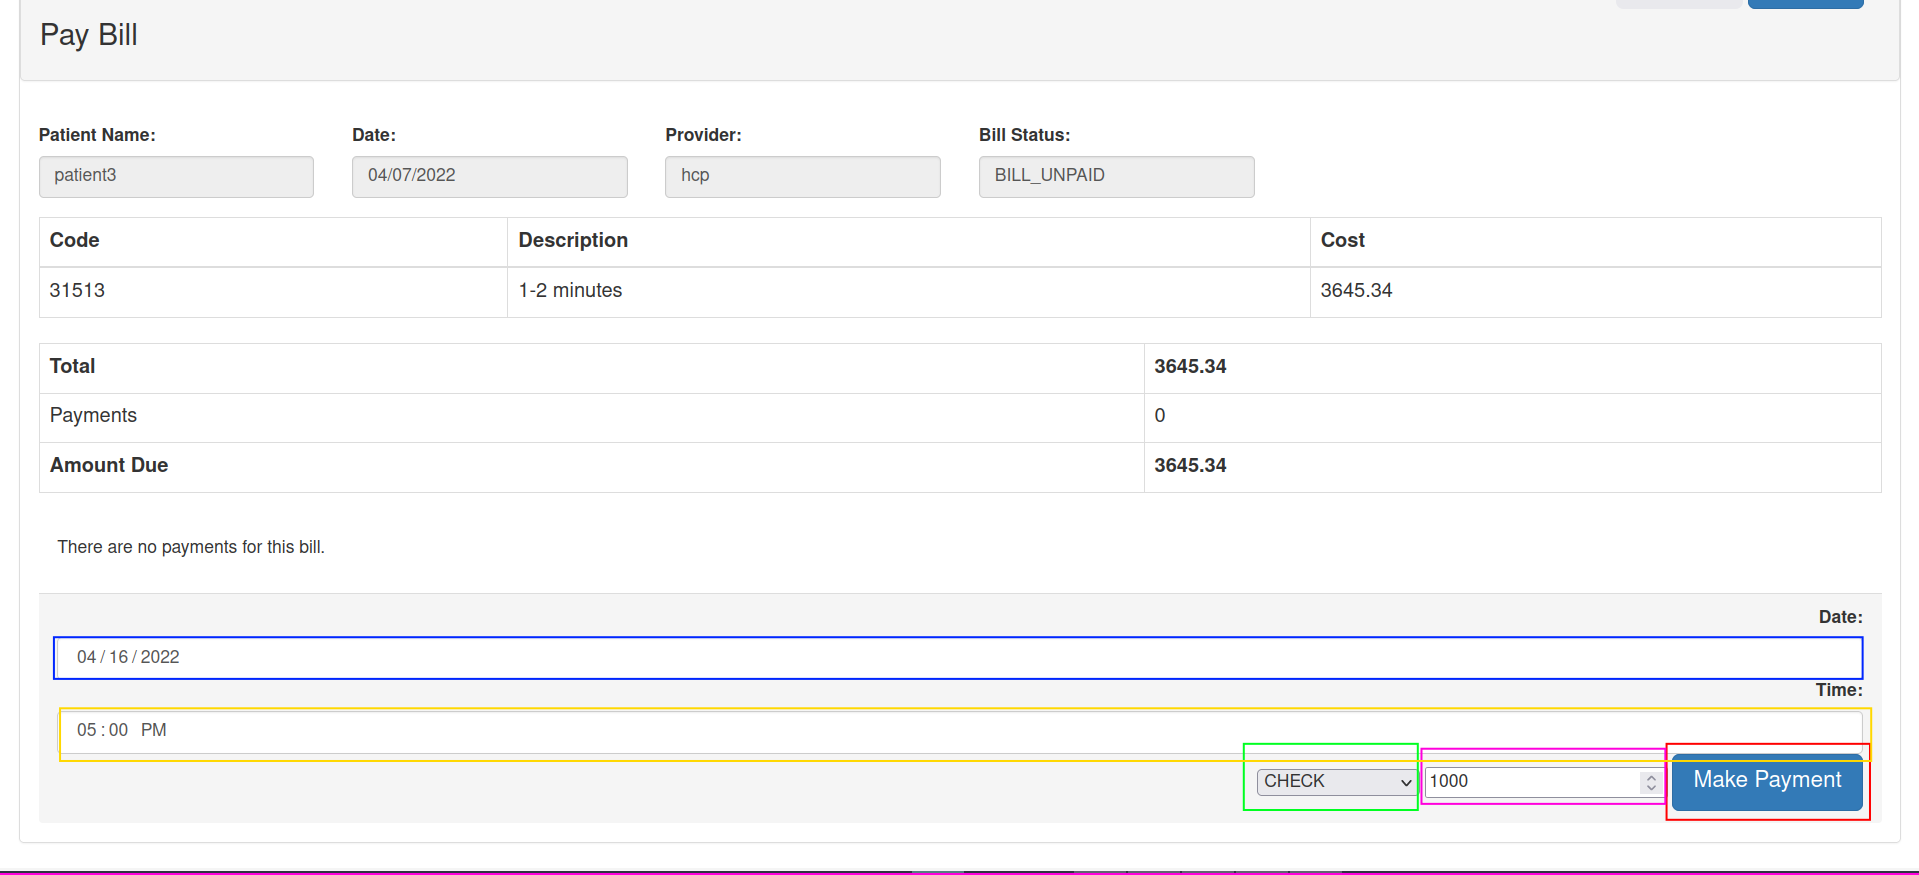 Pay Bill
Patient Name: Date: Provider: Bill Status:
patient3 04/07/2022 hcp BILL_UNPAID
Code Description Cost
31513 1-2 minutes 3645.34
Total 3645.34
Payments 0
Amount Due 3645.34
There are no payments for this bill.
Date:
04 / 16 / 2022
Time:
05 : 00 PM
CHECK 1000 Make Payment